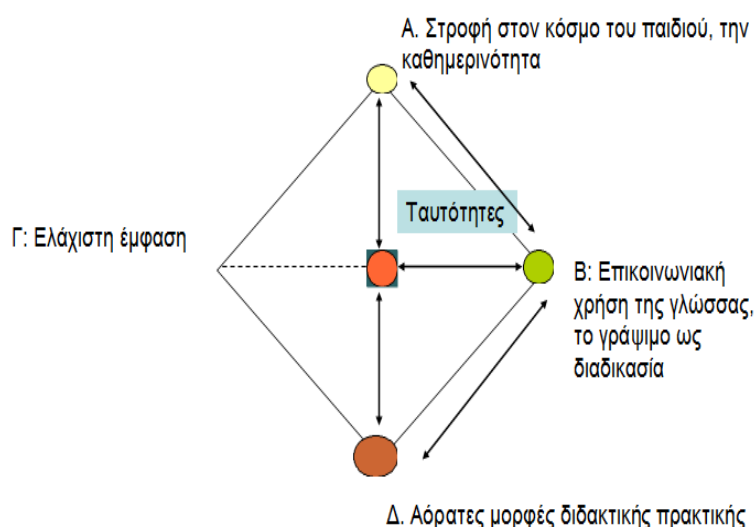 Α. Στροφή στον κόσμο του παιδιού, την
καθημερινότητα
Ταυτότητες
Γ: Ελάχιστη έμφαση
Β: Επικοινωνιακή
χρήση της γλώσσας,
το γράψιμο ως
διαδικασία
Δ. Αόρατες μορφές διδακτικής πρακτικής